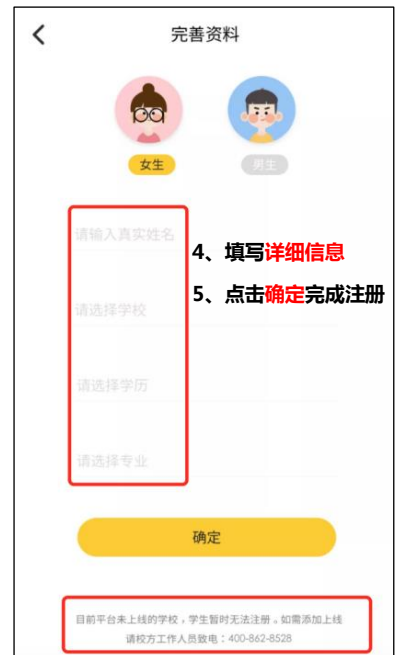 完善资料
女生
男生
请输入真实姓名
4、填写详细信息
5、点击确定完成注册
请选择学校
请选择学历
请选择专业
确定
目前平台未上线的学校，学生暂时无法注册。如需添加上线
请校方工作人员致电：400-862-8528